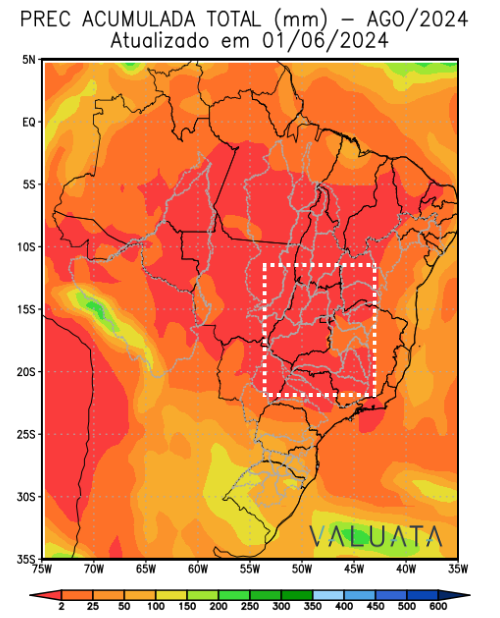 PREC ACUMULADA TOTAL (mm) – AGO/2024
Atualizado em 01/06/2024
5N
EQ
5S
10S
15S
20S
25S
30S
35S
75W 70W 65W 60W 55W 50W 45W 40W 35W
VALUATA
2 25 50 100 150 200 250 300 350 400 450 500 600